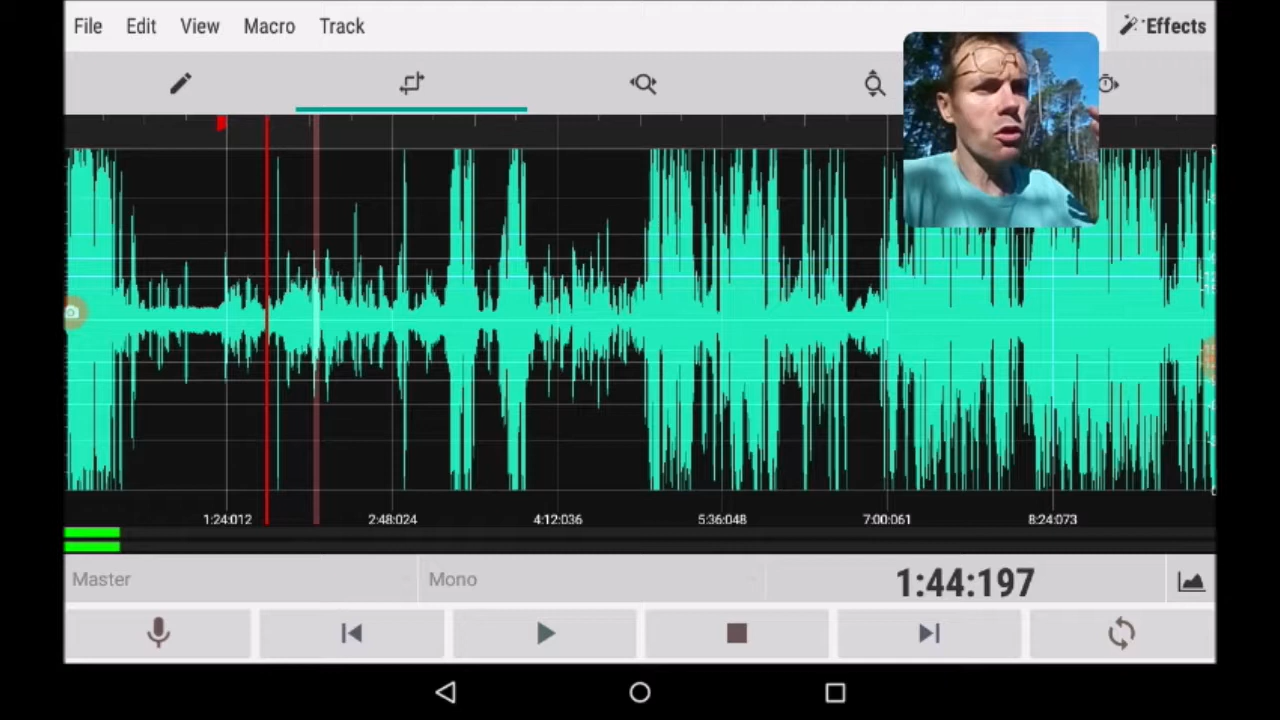 File Edit View Macro Track Effects
1:24:012 2:48:024 4:12:036 5:36:048 7:00:061 8:24:073
Master Mono 1:44:197